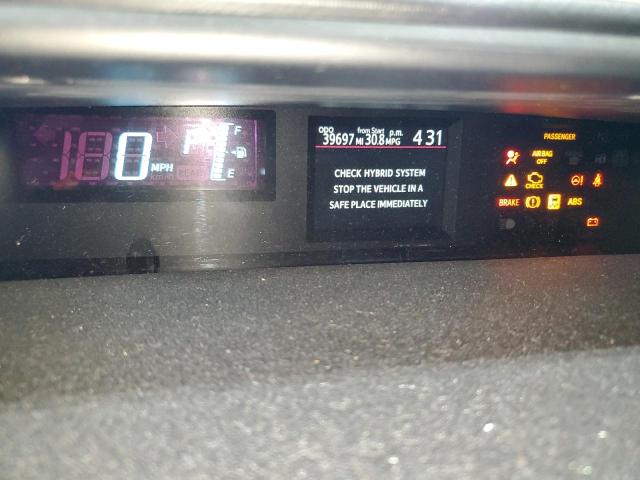 0 MPH
F
E
ODO from Start p.m.
39697 MI 30.8 MPG 4 31
CHECK HYBRID SYSTEM
STOP THE VEHICLE IN A
SAFE PLACE IMMEDIATELY
PASSENGER
AIR BAG
OFF
CHECK
BRAKE ABS